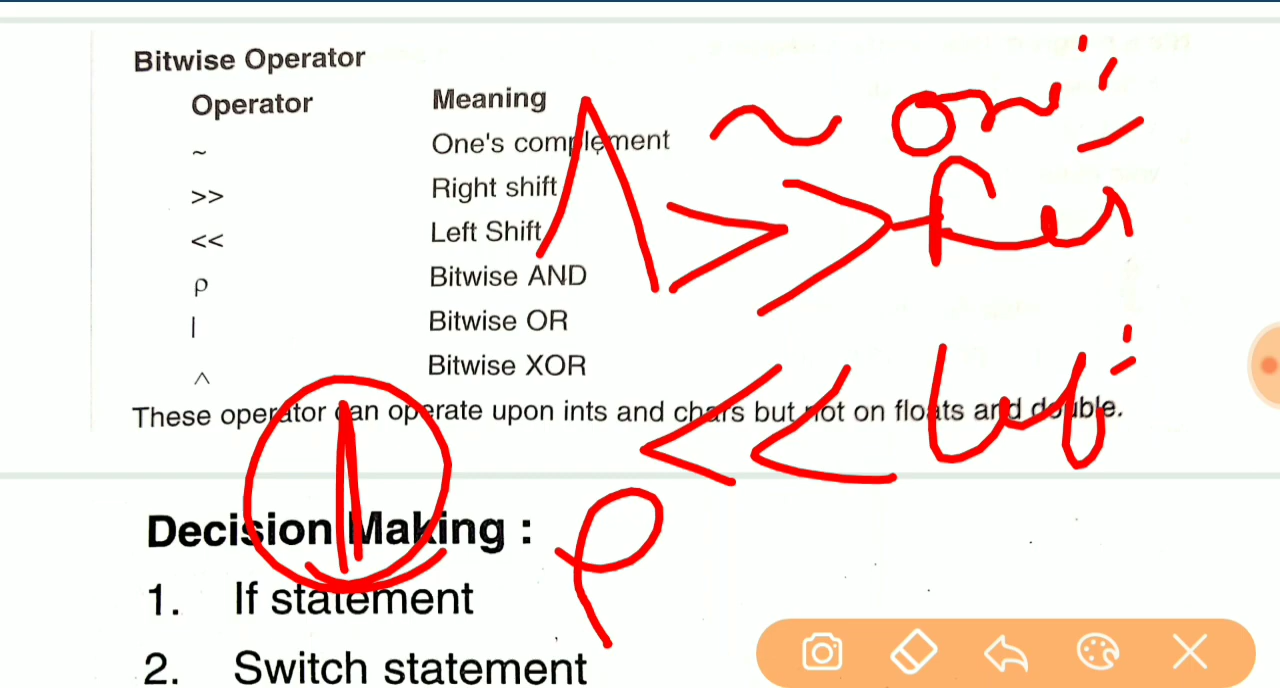 Bitwise Operator
Operator Meaning
~ One's complement
>> Right shift
<< Left Shift
ρ Bitwise AND
| Bitwise OR
^ Bitwise XOR
These operator can operate upon ints and chars but not on floats and double.
Decision Making :
1. If statement
2. Switch statement
~
>>
<<
ρ
^
|